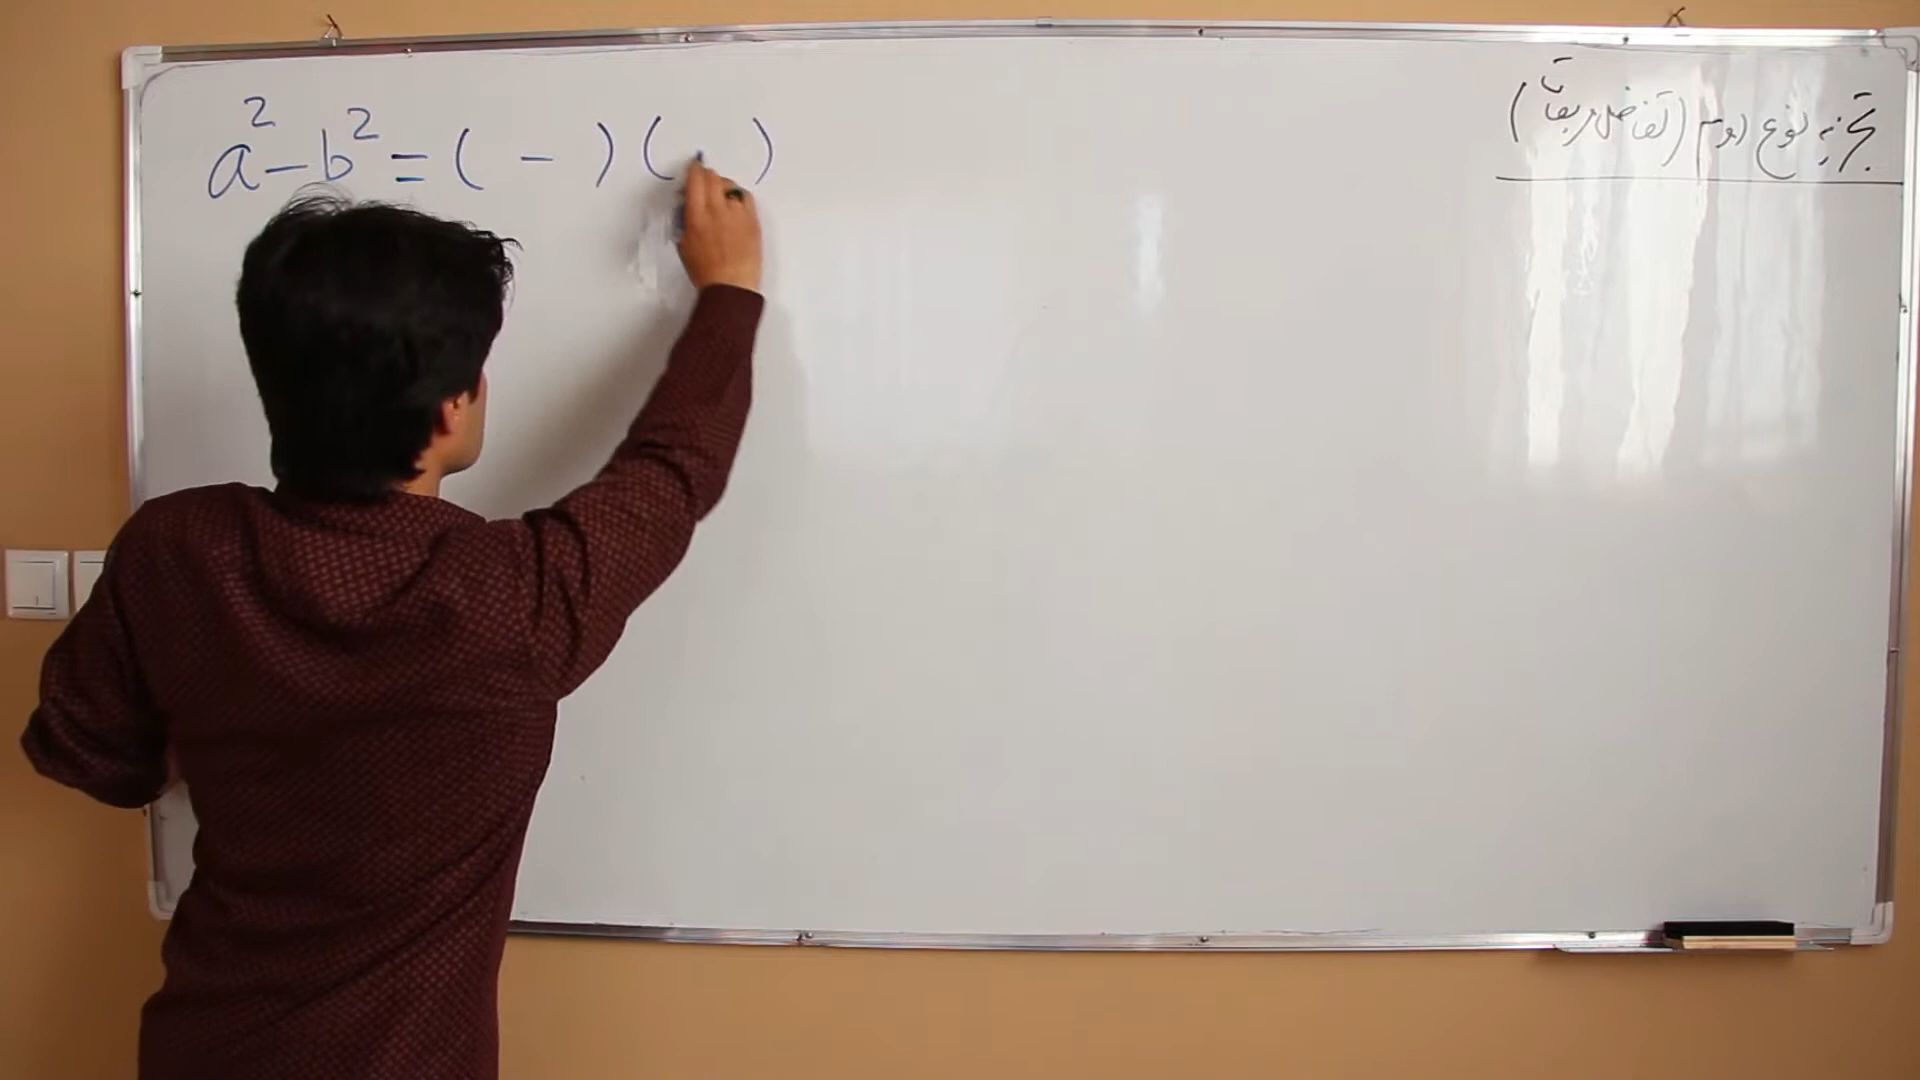 تجزیه نوع دوم (تفاضل مربعات)
a² - b² = ( - ) ( )